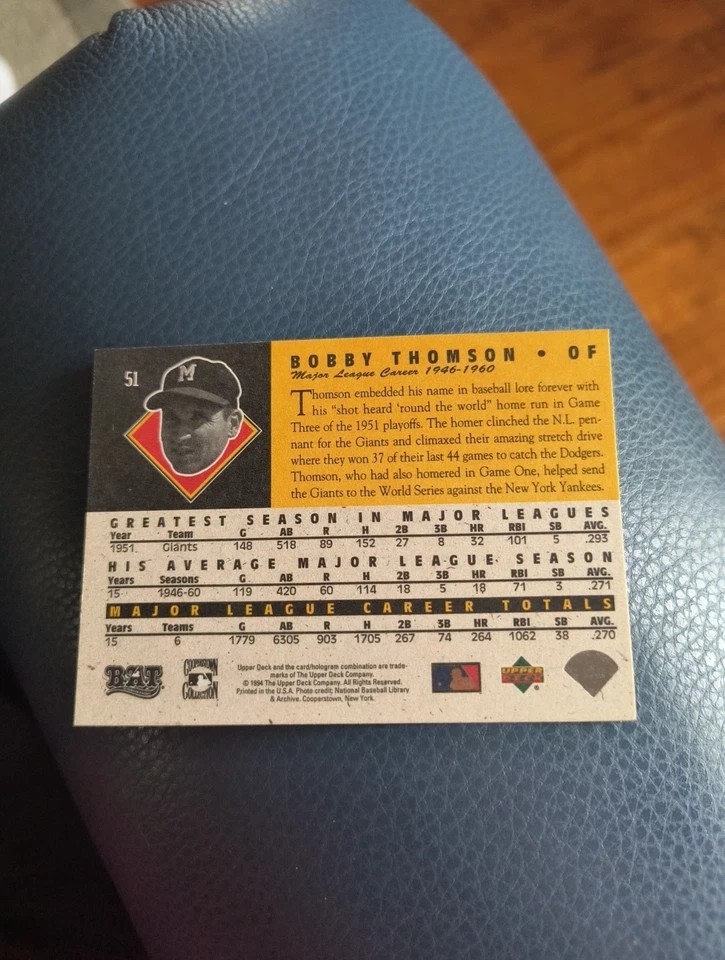 51
M
BOBBY THOMSON • OF
Major League Career 1946-1960
Thomson embedded his name in baseball lore forever with
his "shot heard 'round the world" home run in Game
Three of the 1951 playoffs. The homer clinched the N.L. pen-
nant for the Giants and climaxed their amazing stretch drive
where they won 37 of their last 44 games to catch the Dodgers.
Thomson, who had also homered in Game One, helped send
the Giants to the World Series against the New York Yankees.
GREATEST SEASON IN MAJOR LEAGUES
Year Team G AB R H 2B 3B HR RBI SB AVG.
1951 Giants 148 518 89 152 27 8 32 101 5 .293
HIS AVERAGE MAJOR LEAGUE SEASON
Years Seasons G AB R H 2B 3B HR RBI SB AVG.
15 1946-60 119 420 60 114 18 5 18 71 3 .271
MAJOR LEAGUE CAREER TOTALS
Years Teams G AB R H 2B 3B HR RBI SB AVG.
15 6 1779 6305 903 1705 267 74 264 1062 38 .270
BAT
COOPERSTOWN
COLLECTION
Upper Deck and the card/hologram combination are trade-
marks of The Upper Deck Company.
© 1994 The Upper Deck Company. All Rights Reserved.
Printed in the U.S.A. Photo credit: National Baseball Library
& Archive. Cooperstown, New York.
UPPER
DECK
®